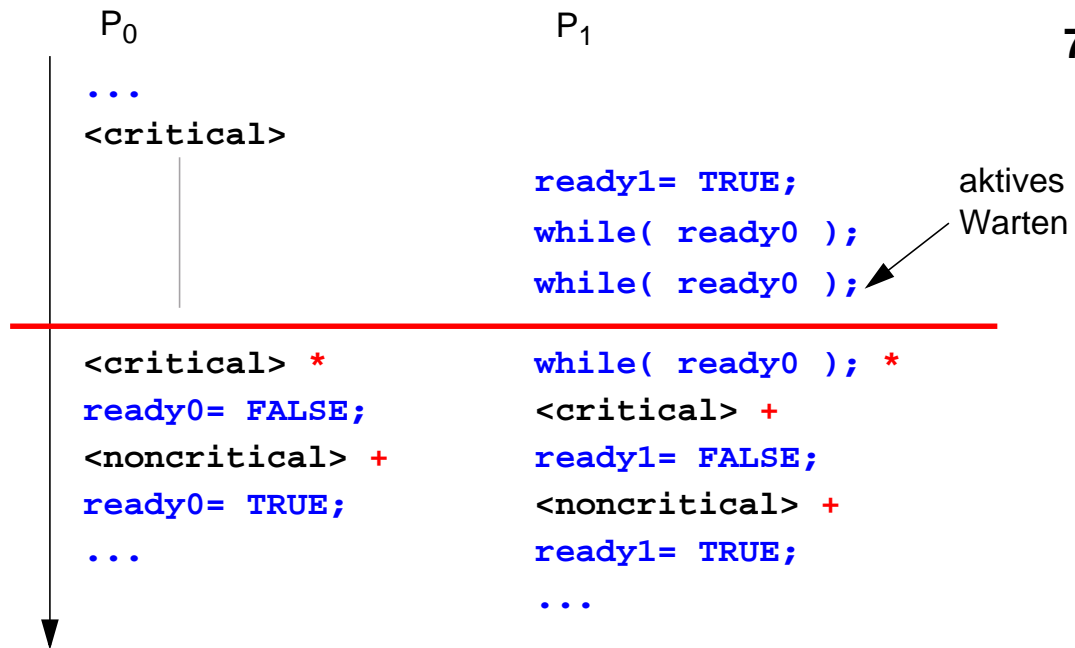 P0 P1
7
...
<critical>
ready1= TRUE;
aktives
while( ready0 );
Warten
while( ready0 );
<critical> * while( ready0 ); *
ready0= FALSE; <critical> +
<noncritical> + ready1= FALSE;
ready0= TRUE; <noncritical> +
... ready1= TRUE;
...